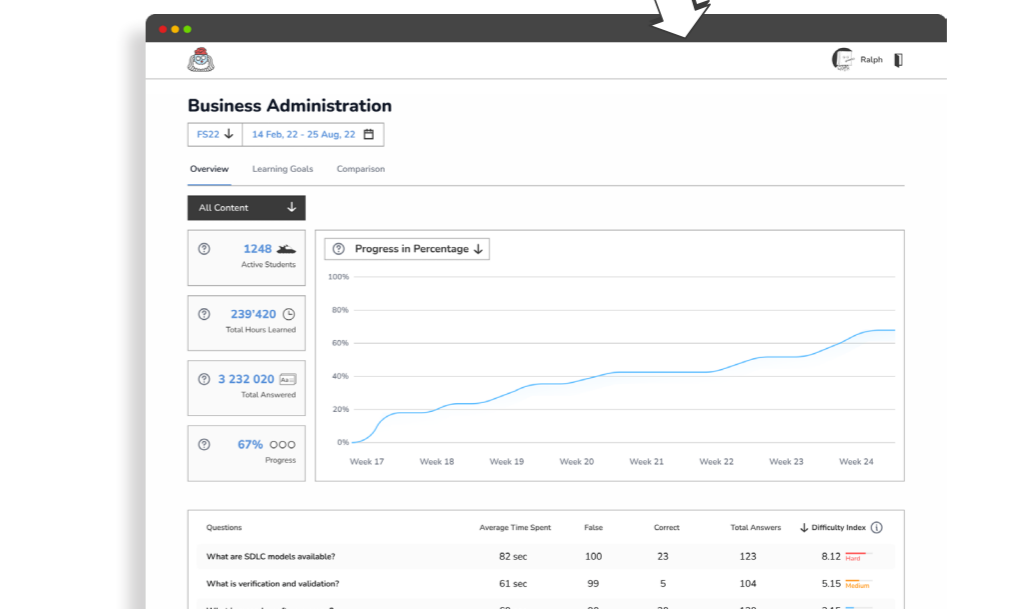 Ralph
Business Administration
FS22
14 Feb, 22 - 25 Aug, 22
Overview Learning Goals Comparison
All Content
1248
Active Students
239'420
Total Hours Learned
3 232 020
Total Answered
67%
Progress
Progress in Percentage
100%
80%
60%
40%
20%
0%
Week 17 Week 18 Week 19 Week 20 Week 21 Week 22 Week 23 Week 24
Questions Average Time Spent False Correct Total Answers Difficulty Index
What are SDLC models available? 82 sec 100 23 123 8.12 Hard
What is verification and validation? 61 sec 99 5 104 5.15 Medium